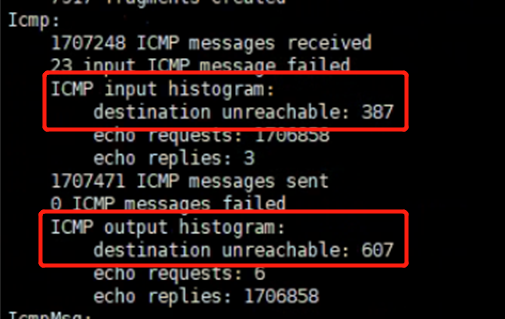 7517 fragments created
Icmp:
1707248 ICMP messages received
23 input ICMP message failed
ICMP input histogram:
destination unreachable: 387
echo requests: 1706858
echo replies: 3
1707471 ICMP messages sent
0 ICMP messages failed
ICMP output histogram:
destination unreachable: 607
echo requests: 6
echo replies: 1706858
IcmpMsg: